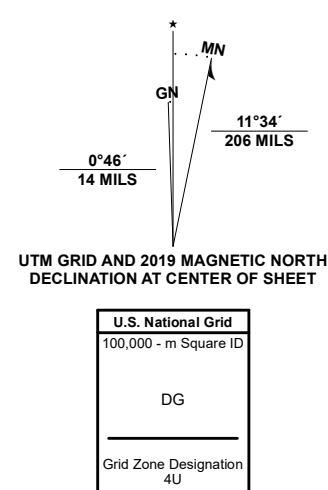 ★
MN
GN
11°34´
206 MILS
0°46´
14 MILS
UTM GRID AND 2019 MAGNETIC NORTH
DECLINATION AT CENTER OF SHEET
U.S. National Grid
100,000 - m Square ID
DG
Grid Zone Designation
4U